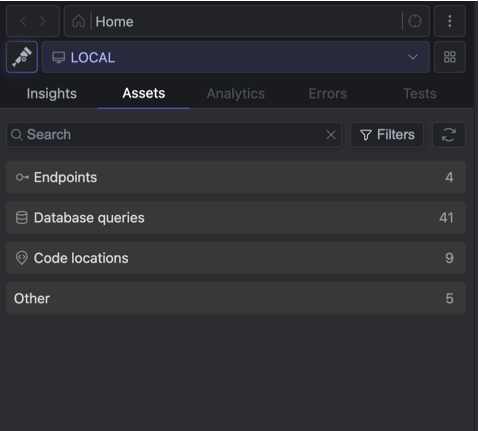 Home
LOCAL
Insights Assets Analytics Errors Tests
Search Filters
Endpoints 4
Database queries 41
Code locations 9
Other 5